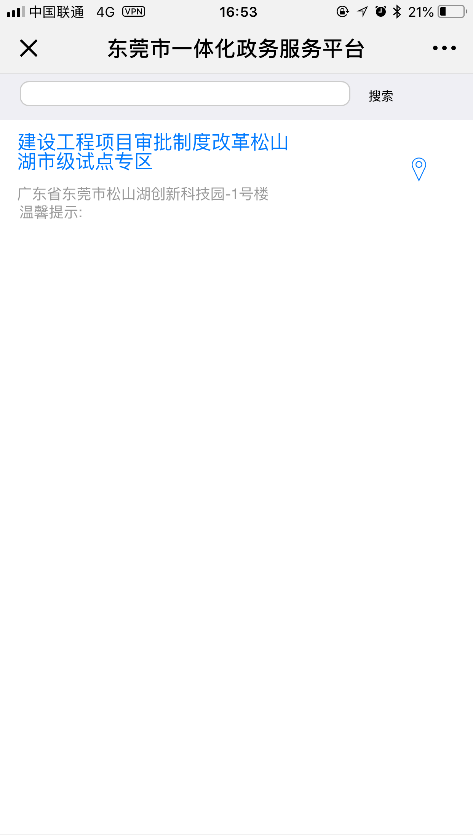 中国联通 4G VPN 16:53 21%
东莞市一体化政务服务平台
搜索
建设工程项目审批制度改革松山
湖市级试点专区
广东省东莞市松山湖创新科技园-1号楼
温馨提示: